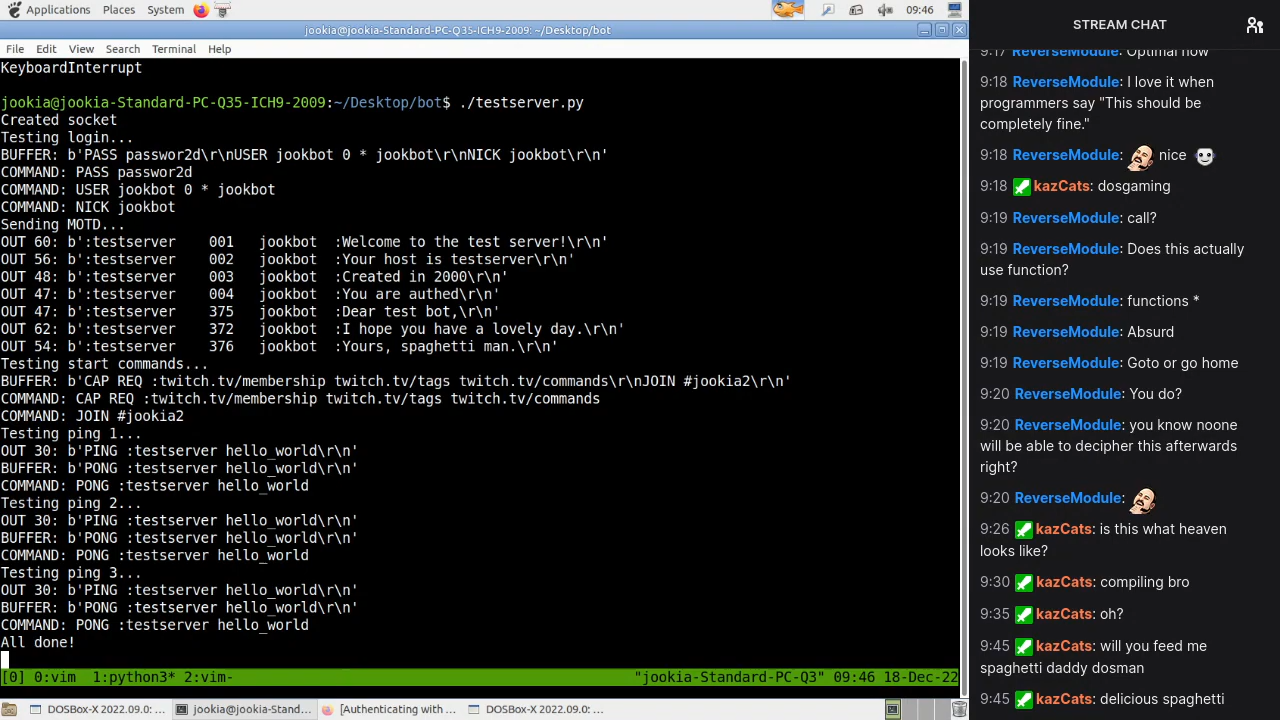 Applications Places System 09:46
jookia@jookia-Standard-PC-Q35-ICH9-2009: ~/Desktop/bot
File Edit View Search Terminal Help
KeyboardInterrupt
jookia@jookia-Standard-PC-Q35-ICH9-2009:~/Desktop/bot$ ./testserver.py
Created socket
Testing login...
BUFFER: b'PASS passwor2d\r\nUSER jookbot 0 * jookbot\r\nNICK jookbot\r\n'
COMMAND: PASS passwor2d
COMMAND: USER jookbot 0 * jookbot
COMMAND: NICK jookbot
Sending MOTD...
OUT 60: b':testserver    001   jookbot  :Welcome to the test server!\r\n'
OUT 56: b':testserver    002   jookbot  :Your host is testserver\r\n'
OUT 48: b':testserver    003   jookbot  :Created in 2000\r\n'
OUT 47: b':testserver    004   jookbot  :You are authed\r\n'
OUT 47: b':testserver    375   jookbot  :Dear test bot,\r\n'
OUT 62: b':testserver    372   jookbot  :I hope you have a lovely day.\r\n'
OUT 54: b':testserver    376   jookbot  :Yours, spaghetti man.\r\n'
Testing start commands...
BUFFER: b'CAP REQ :twitch.tv/membership twitch.tv/tags twitch.tv/commands\r\nJOIN #jookia2\r\n'
COMMAND: CAP REQ :twitch.tv/membership twitch.tv/tags twitch.tv/commands
COMMAND: JOIN #jookia2
Testing ping 1...
OUT 30: b'PING :testserver hello_world\r\n'
BUFFER: b'PONG :testserver hello_world\r\n'
COMMAND: PONG :testserver hello_world
Testing ping 2...
OUT 30: b'PING :testserver hello_world\r\n'
BUFFER: b'PONG :testserver hello_world\r\n'
COMMAND: PONG :testserver hello_world
Testing ping 3...
OUT 30: b'PING :testserver hello_world\r\n'
BUFFER: b'PONG :testserver hello_world\r\n'
COMMAND: PONG :testserver hello_world
All done!
[0] 0:vim  1:python3* 2:vim- "jookia-Standard-PC-Q3" 09:46 18-Dec-22
DOSBox-X 2022.09.0: ... jookia@jookia-Stand... [Authenticating with ... DOSBox-X 2022.09.0: ...
STREAM CHAT
9:17 ReverseModule: Optimal now
9:18 ReverseModule: I love it when
programmers say "This should be
completely fine."
9:18 ReverseModule: nice
9:18 kazCats: dosgaming
9:19 ReverseModule: call?
9:19 ReverseModule: Does this actually
use function?
9:19 ReverseModule: functions *
9:19 ReverseModule: Absurd
9:19 ReverseModule: Goto or go home
9:20 ReverseModule: You do?
9:20 ReverseModule: you know noone
will be able to decipher this afterwards
right?
9:20 ReverseModule:
9:26 kazCats: is this what heaven
looks like?
9:30 kazCats: compiling bro
9:35 kazCats: oh?
9:45 kazCats: will you feed me
spaghetti daddy dosman
9:45 kazCats: delicious spaghetti